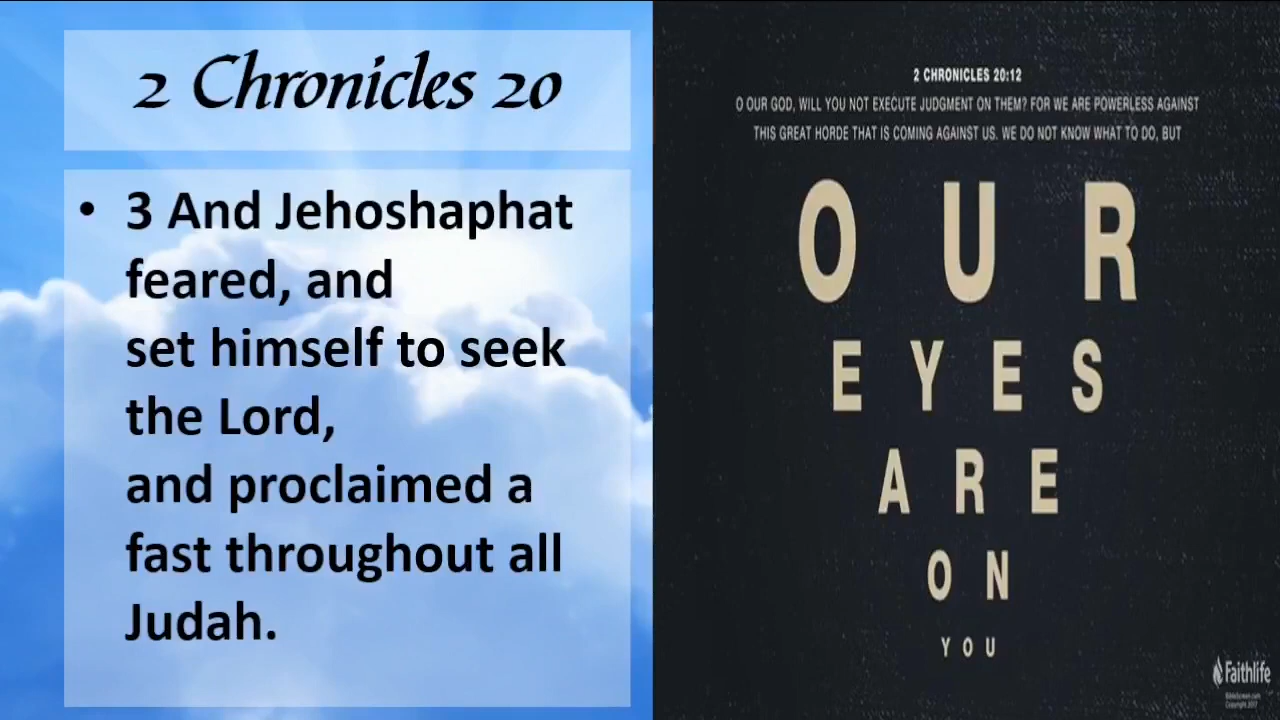 2 Chronicles 20
• 3 And Jehoshaphat
feared, and
set himself to seek
the Lord,
and proclaimed a
fast throughout all
Judah.
2 CHRONICLES 20:12
O OUR GOD, WILL YOU NOT EXECUTE JUDGMENT ON THEM? FOR WE ARE POWERLESS AGAINST
THIS GREAT HORDE THAT IS COMING AGAINST US. WE DO NOT KNOW WHAT TO DO, BUT
OUR
EYES
ARE
ON
YOU
Faithlife
Copyright 2017